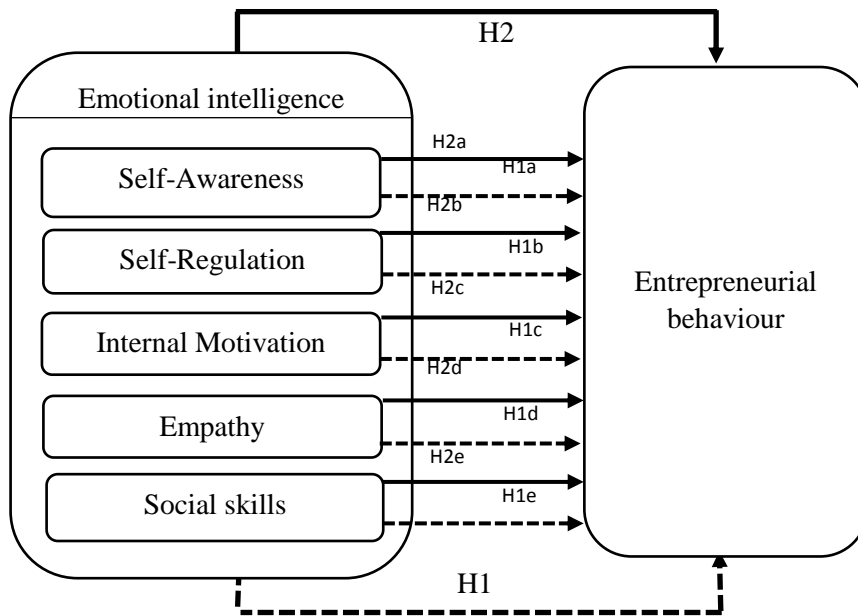 H2
Emotional intelligence
H2a
Self-Awareness
H1a
H2b
Self-Regulation
H1b
H2c
Internal Motivation
H1c
H2d
Empathy
H1d
H2e
Social skills
H1e
Entrepreneurial
behaviour
H1